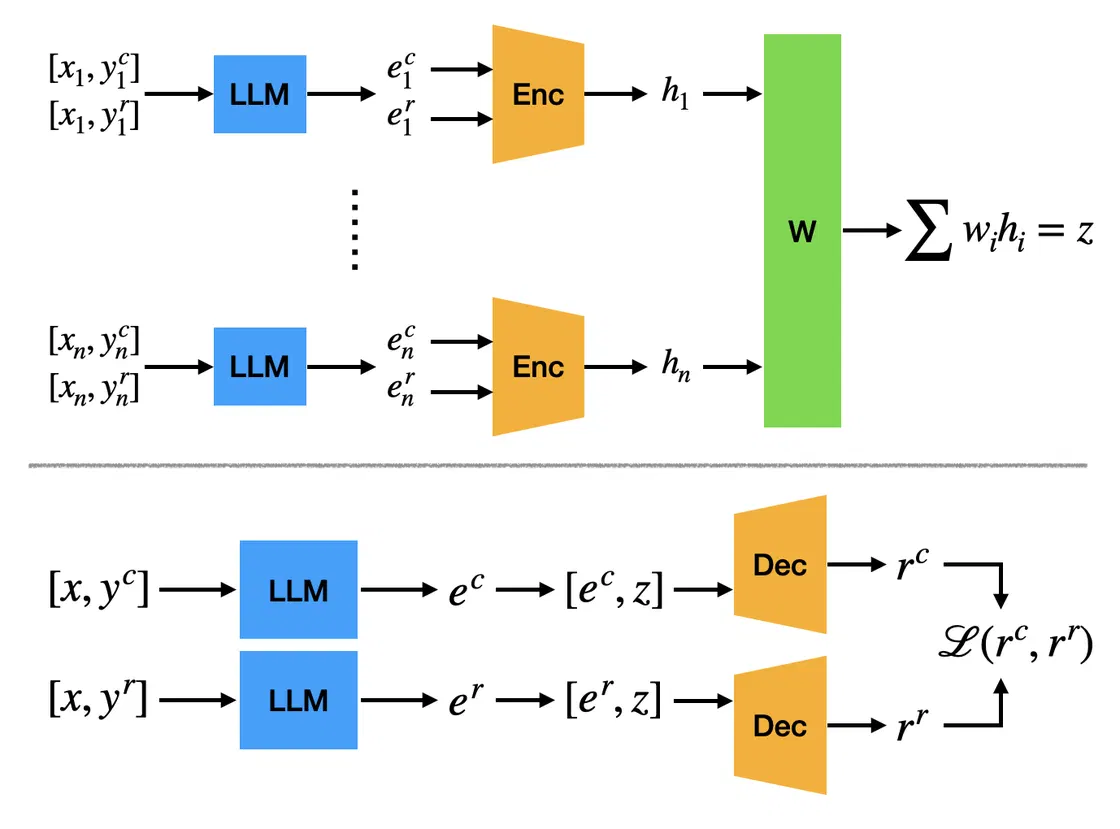 [x₁, y₁ᶜ]
[x₁, y₁ʳ]
LLM
e₁ᶜ
e₁ʳ
Enc
h₁
W
∑ wᵢhᵢ = z
[xₙ, yₙᶜ]
[xₙ, yₙʳ]
LLM
eₙᶜ
eₙʳ
Enc
hₙ
[x, yᶜ]
LLM
eᶜ
[eᶜ, z]
Dec
rᶜ
ℒ(rᶜ, rʳ)
[x, yʳ]
LLM
eʳ
[eʳ, z]
Dec
rʳ